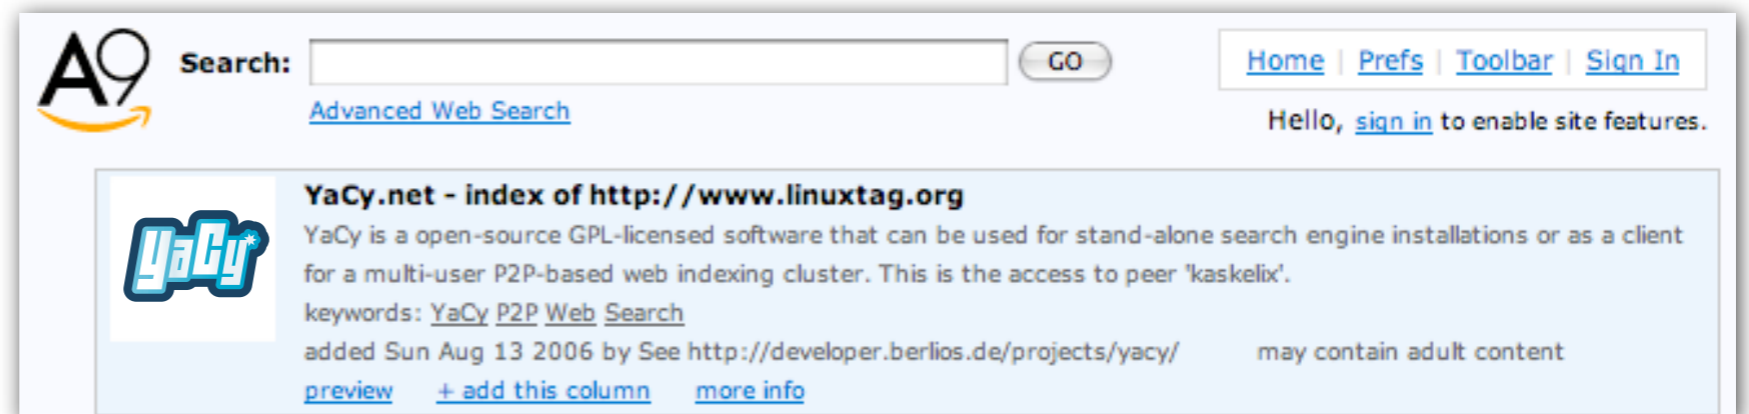 A9 Search: GO Home | Prefs | Toolbar | Sign In
Advanced Web Search
Hello, sign in to enable site features.
YaCy
YaCy.net - index of http://www.linuxtag.org
YaCy is a open-source GPL-licensed software that can be used for stand-alone search engine installations or as a client
for a multi-user P2P-based web indexing cluster. This is the access to peer 'kaskelix'.
keywords: YaCy P2P Web Search
added Sun Aug 13 2006 by See http://developer.berlios.de/projects/yacy/ may contain adult content
preview + add this column more info